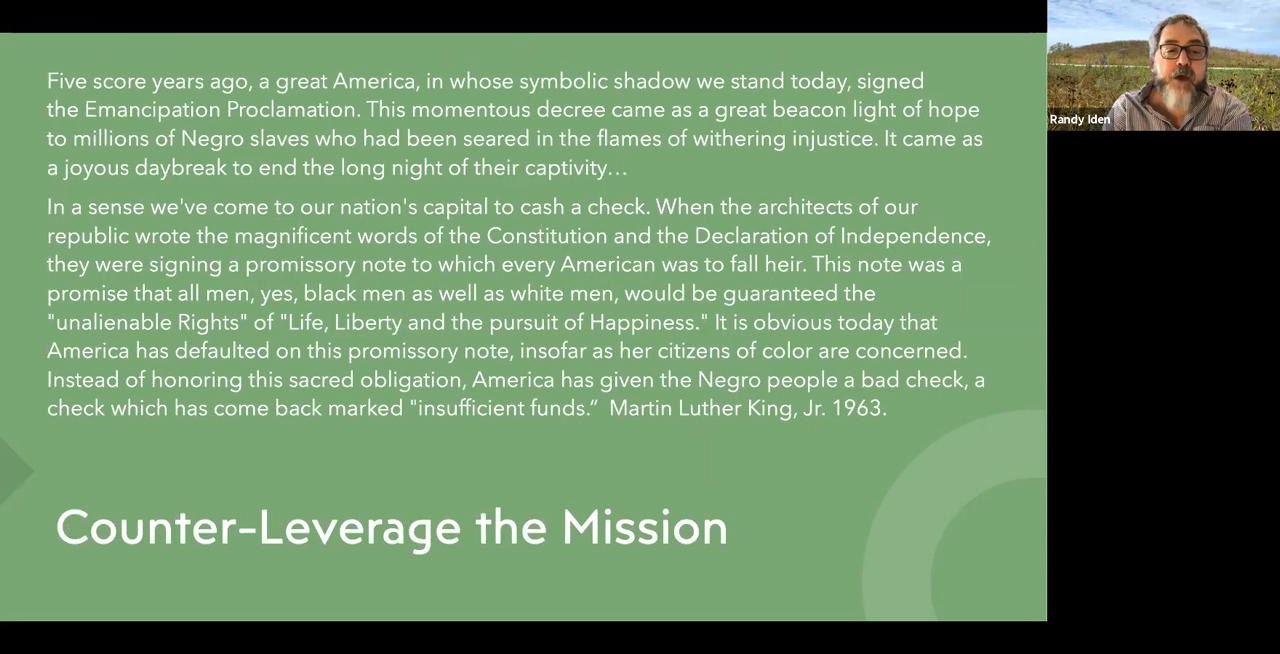 Five score years ago, a great America, in whose symbolic shadow we stand today, signed
the Emancipation Proclamation. This momentous decree came as a great beacon light of hope
to millions of Negro slaves who had been seared in the flames of withering injustice. It came as
a joyous daybreak to end the long night of their captivity…
In a sense we've come to our nation's capital to cash a check. When the architects of our
republic wrote the magnificent words of the Constitution and the Declaration of Independence,
they were signing a promissory note to which every American was to fall heir. This note was a
promise that all men, yes, black men as well as white men, would be guaranteed the
"unalienable Rights" of "Life, Liberty and the pursuit of Happiness." It is obvious today that
America has defaulted on this promissory note, insofar as her citizens of color are concerned.
Instead of honoring this sacred obligation, America has given the Negro people a bad check, a
check which has come back marked "insufficient funds.” Martin Luther King, Jr. 1963.
Counter-Leverage the Mission
Randy Iden